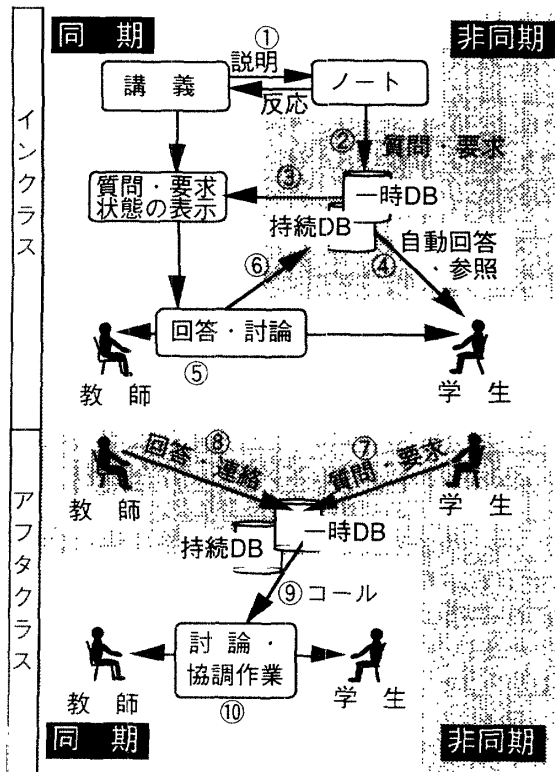 同 期
非同期
インクラス
①
説明
講 義
ノート
反応
②
質問・要求
③
質問・要求
状態の表示
一時DB
持続DB
自動回答
・参照
④
⑥
回答・討論
⑤
教 師
学 生
アフタクラス
⑧
回答・連絡
⑦
質問・要求
教 師
学 生
一時DB
持続DB
⑨コール
討 論・
協調作業
⑩
教 師
学 生
同 期
非同期